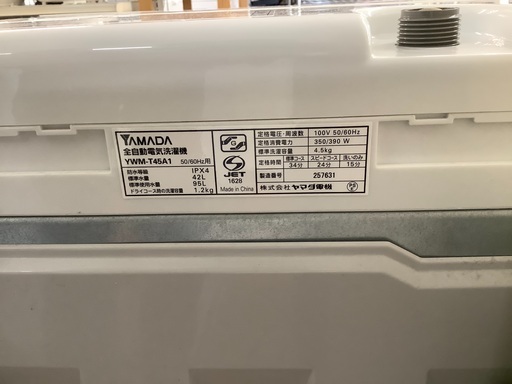 YAMADA
全自動電気洗濯機
YWM-T45A1 50/60Hz用
防水等級 IPX4
標準水量 42L
標準使用水量 95L
ドライコース時の洗濯容量 1.2kg
G
JET
1628
Made in China
定格電圧・周波数 100V 50/60Hz
定格消費電力 350/390 W
標準洗濯容量 4.5kg
目安時間 標準コース スピードコース 洗いのみ
34分 24分 15分
製造番号 257631
株式会社 ヤマダ電機
PS
E